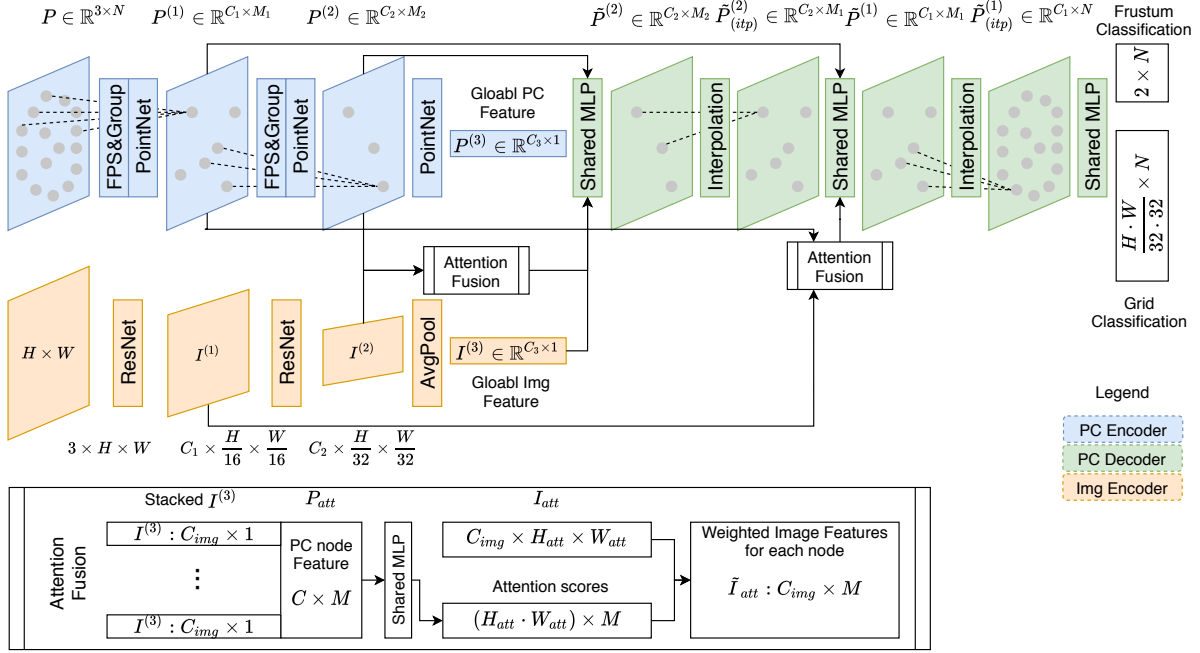 P ∈ ℝ^{3×N}
P^{(1)} ∈ ℝ^{C_1×M_1}
P^{(2)} ∈ ℝ^{C_2×M_2}
P̃^{(2)} ∈ ℝ^{C_2×M_2}
P̃^{(2)}_{(itp)} ∈ ℝ^{C_2×M_1}
P̃^{(1)} ∈ ℝ^{C_1×M_1}
P̃^{(1)}_{(itp)} ∈ ℝ^{C_1×N}
Frustum
Classification
FPS&Group
PointNet
FPS&Group
PointNet
PointNet
Gloabl PC
Feature
P^{(3)} ∈ ℝ^{C_3×1}
Shared MLP
Interpolation
Shared MLP
Interpolation
Shared MLP
2 × N
\frac{H · W}{32 · 32} × N
Grid
Classification
Attention
Fusion
Attention
Fusion
H × W
ResNet
I^{(1)}
ResNet
I^{(2)}
AvgPool
I^{(3)} ∈ ℝ^{C_3×1}
Gloabl Img
Feature
3 × H × W
C_1 × \frac{H}{16} × \frac{W}{16}
C_2 × \frac{H}{32} × \frac{W}{32}
Legend
PC Encoder
PC Decoder
Img Encoder
Attention
Fusion
Stacked I^{(3)}
I^{(3)} : C_{img} × 1
⋮
I^{(3)} : C_{img} × 1
P_{att}
PC node
Feature
C × M
Shared MLP
I_{att}
C_{img} × H_{att} × W_{att}
Attention scores
(H_{att} · W_{att}) × M
Weighted Image Features
for each node
Ĩ_{att} : C_{img} × M